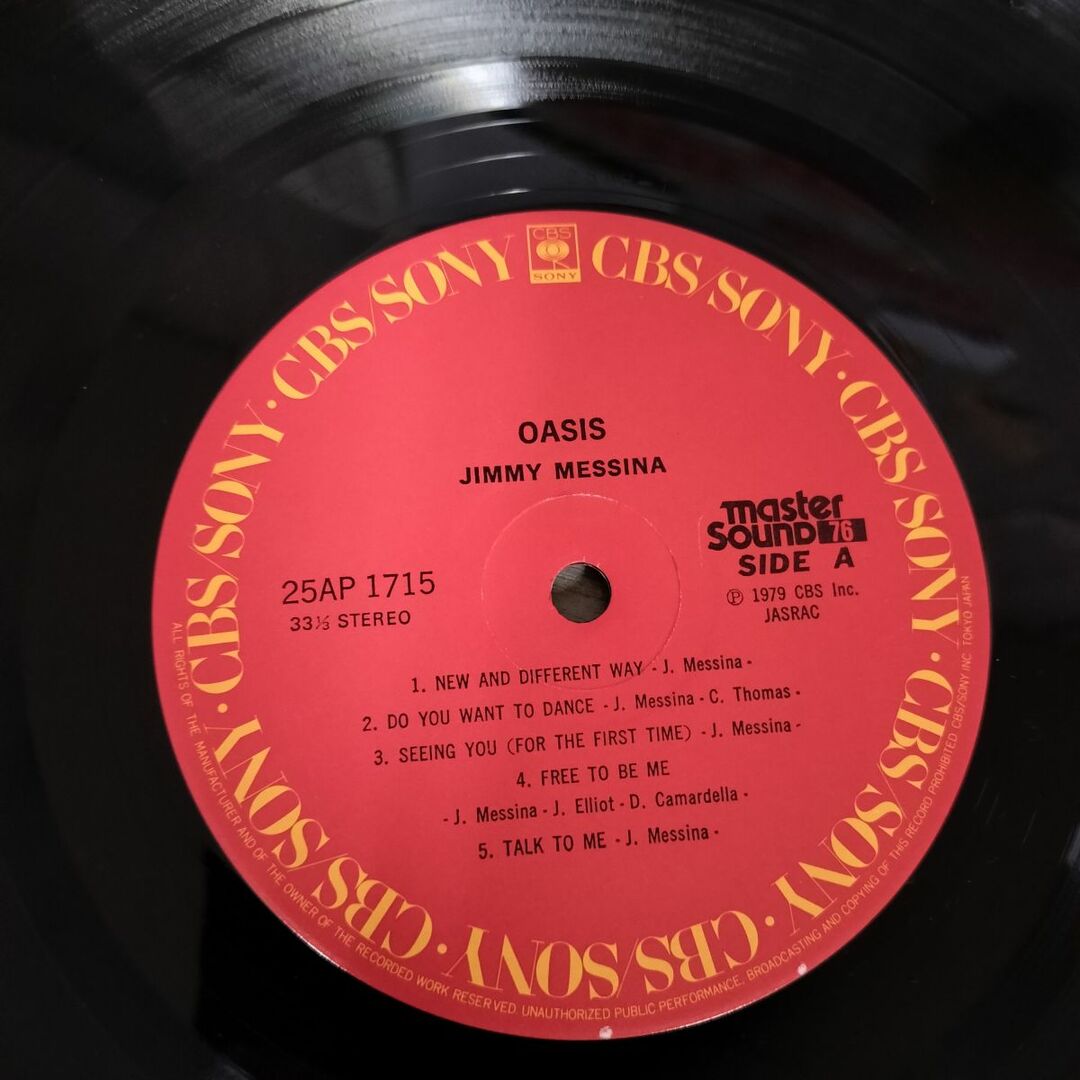 CBS/SONY · CBS/SONY · CBS/SONY · CBS/SONY · CBS/SONY · CBS/SONY · CBS/SONY · CBS/SONY
CBS
SONY
OASIS
JIMMY MESSINA
master
SOUND 76
SIDE A
25AP 1715
33⅓ STEREO
Ⓟ 1979 CBS Inc.
JASRAC
1. NEW AND DIFFERENT WAY - J. Messina -
2. DO YOU WANT TO DANCE - J. Messina - C. Thomas -
3. SEEING YOU (FOR THE FIRST TIME) - J. Messina -
4. FREE TO BE ME
- J. Messina - J. Elliot - D. Camardella -
5. TALK TO ME - J. Messina -
ALL RIGHTS OF THE MANUFACTURER AND OF THE OWNER OF THE RECORDED WORK RESERVED UNAUTHORIZED PUBLIC PERFORMANCE, BROADCASTING AND COPYING OF THIS RECORD PROHIBITED CBS/SONY INC TOKYO JAPAN